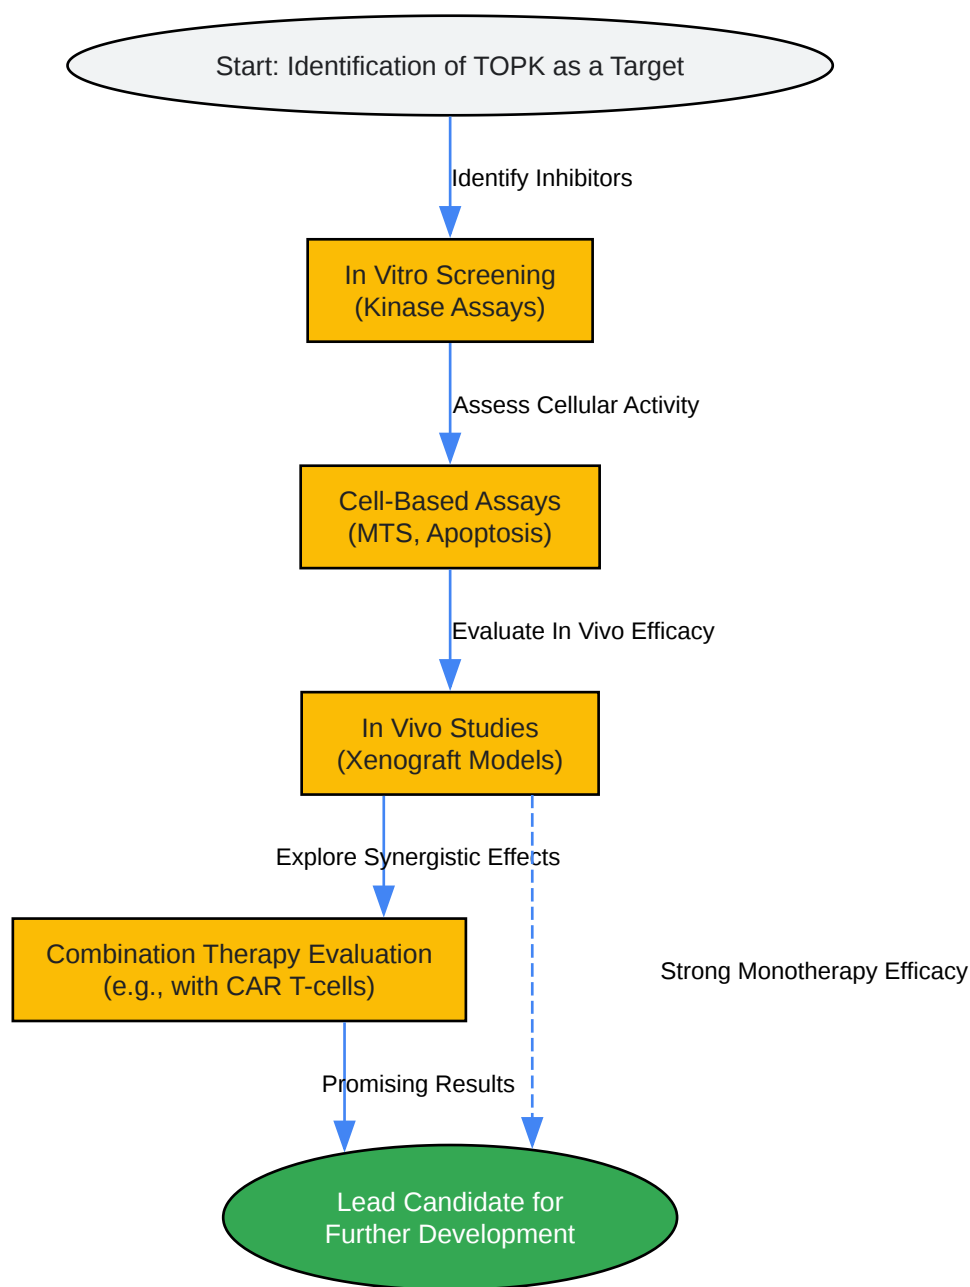 Start: Identification of TOPK as a Target
Identify Inhibitors
In Vitro Screening
(Kinase Assays)
Assess Cellular Activity
Cell-Based Assays
(MTS, Apoptosis)
Evaluate In Vivo Efficacy
In Vivo Studies
(Xenograft Models)
Explore Synergistic Effects
Combination Therapy Evaluation
(e.g., with CAR T-cells)
Strong Monotherapy Efficacy
Promising Results
Lead Candidate for
Further Development